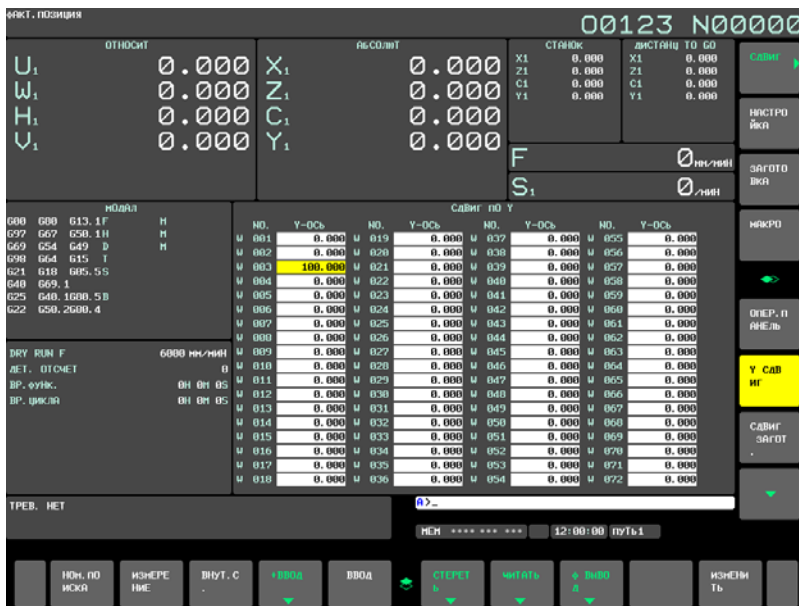 ФАКТ. ПОЗИЦИЯ
O0123 N00000
ОТНОСИТ
U1 0.000
W1 0.000
H1 0.000
V1 0.000
АБСОЛЮТ
X1 0.000
Z1 0.000
C1 0.000
Y1 0.000
СТАНОК
X1 0.000
Z1 0.000
C1 0.000
Y1 0.000
ДИСТАНЦ TO GO
X1 0.000
Z1 0.000
C1 0.000
Y1 0.000
F 0 ММ/МИН
S1 0 /МИН
МОДАЛ
G00 G80 G13.1 F M
G97 G67 G50.1 H M
G69 G54 G49 D M
G98 G64 G15 T
G21 G18 G05.5 S
G40 G69.1
G25 G40.1 G80.5 B
G22 G50.2 G00.4
DRY RUN F 6000 ММ/МИН
ДЕТ. ОТСЧЕТ 0
ВР. ФУНК. 0H 0M 0S
ВР. ЦИКЛА 0H 0M 0S
СДВИГ ПО Y
NO. Y-ОСЬ NO. Y-ОСЬ NO. Y-ОСЬ NO. Y-ОСЬ
W 001 0.000 W 019 0.000 W 037 0.000 W 055 0.000
W 002 0.000 W 020 0.000 W 038 0.000 W 056 0.000
W 003 100.000 W 021 0.000 W 039 0.000 W 057 0.000
W 004 0.000 W 022 0.000 W 040 0.000 W 058 0.000
W 005 0.000 W 023 0.000 W 041 0.000 W 059 0.000
W 006 0.000 W 024 0.000 W 042 0.000 W 060 0.000
W 007 0.000 W 025 0.000 W 043 0.000 W 061 0.000
W 008 0.000 W 026 0.000 W 044 0.000 W 062 0.000
W 009 0.000 W 027 0.000 W 045 0.000 W 063 0.000
W 010 0.000 W 028 0.000 W 046 0.000 W 064 0.000
W 011 0.000 W 029 0.000 W 047 0.000 W 065 0.000
W 012 0.000 W 030 0.000 W 048 0.000 W 066 0.000
W 013 0.000 W 031 0.000 W 049 0.000 W 067 0.000
W 014 0.000 W 032 0.000 W 050 0.000 W 068 0.000
W 015 0.000 W 033 0.000 W 051 0.000 W 069 0.000
W 016 0.000 W 034 0.000 W 052 0.000 W 070 0.000
W 017 0.000 W 035 0.000 W 053 0.000 W 071 0.000
W 018 0.000 W 036 0.000 W 054 0.000 W 072 0.000
ТРЕВ. НЕТ
A>_
MEM **** *** *** 12:00:00 ПУТЬ1
СДВИГ
НАСТРО
ЙКА
ЗАГОТО
ВКА
МАКРО
ОПЕР.П
АНЕЛЬ
Y СДВ
ИГ
СДВИГ
ЗАГОТ
.
НОМ.ПО
ИСКА
ИЗМЕРЕ
НИЕ
ВНУТ.С
.
+ВВОД
ВВОД
СТЕРЕТ
Ь
ЧИТАТЬ
ВЫВО
Д
ИЗМЕНИ
ТЬ